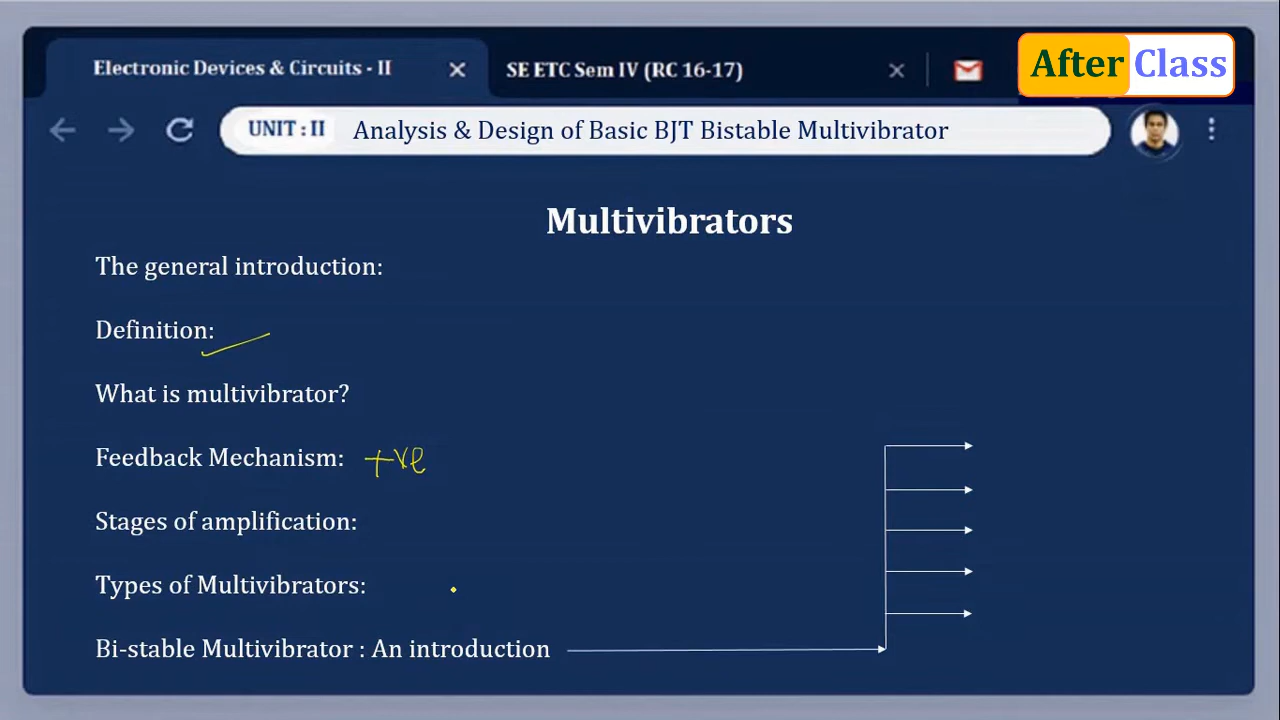 Electronic Devices & Circuits - II
SE ETC Sem IV (RC 16-17)
After Class
UNIT : II Analysis & Design of Basic BJT Bistable Multivibrator
Multivibrators
The general introduction:
Definition:
What is multivibrator?
Feedback Mechanism: +ve
Stages of amplification:
Types of Multivibrators:
Bi-stable Multivibrator : An introduction